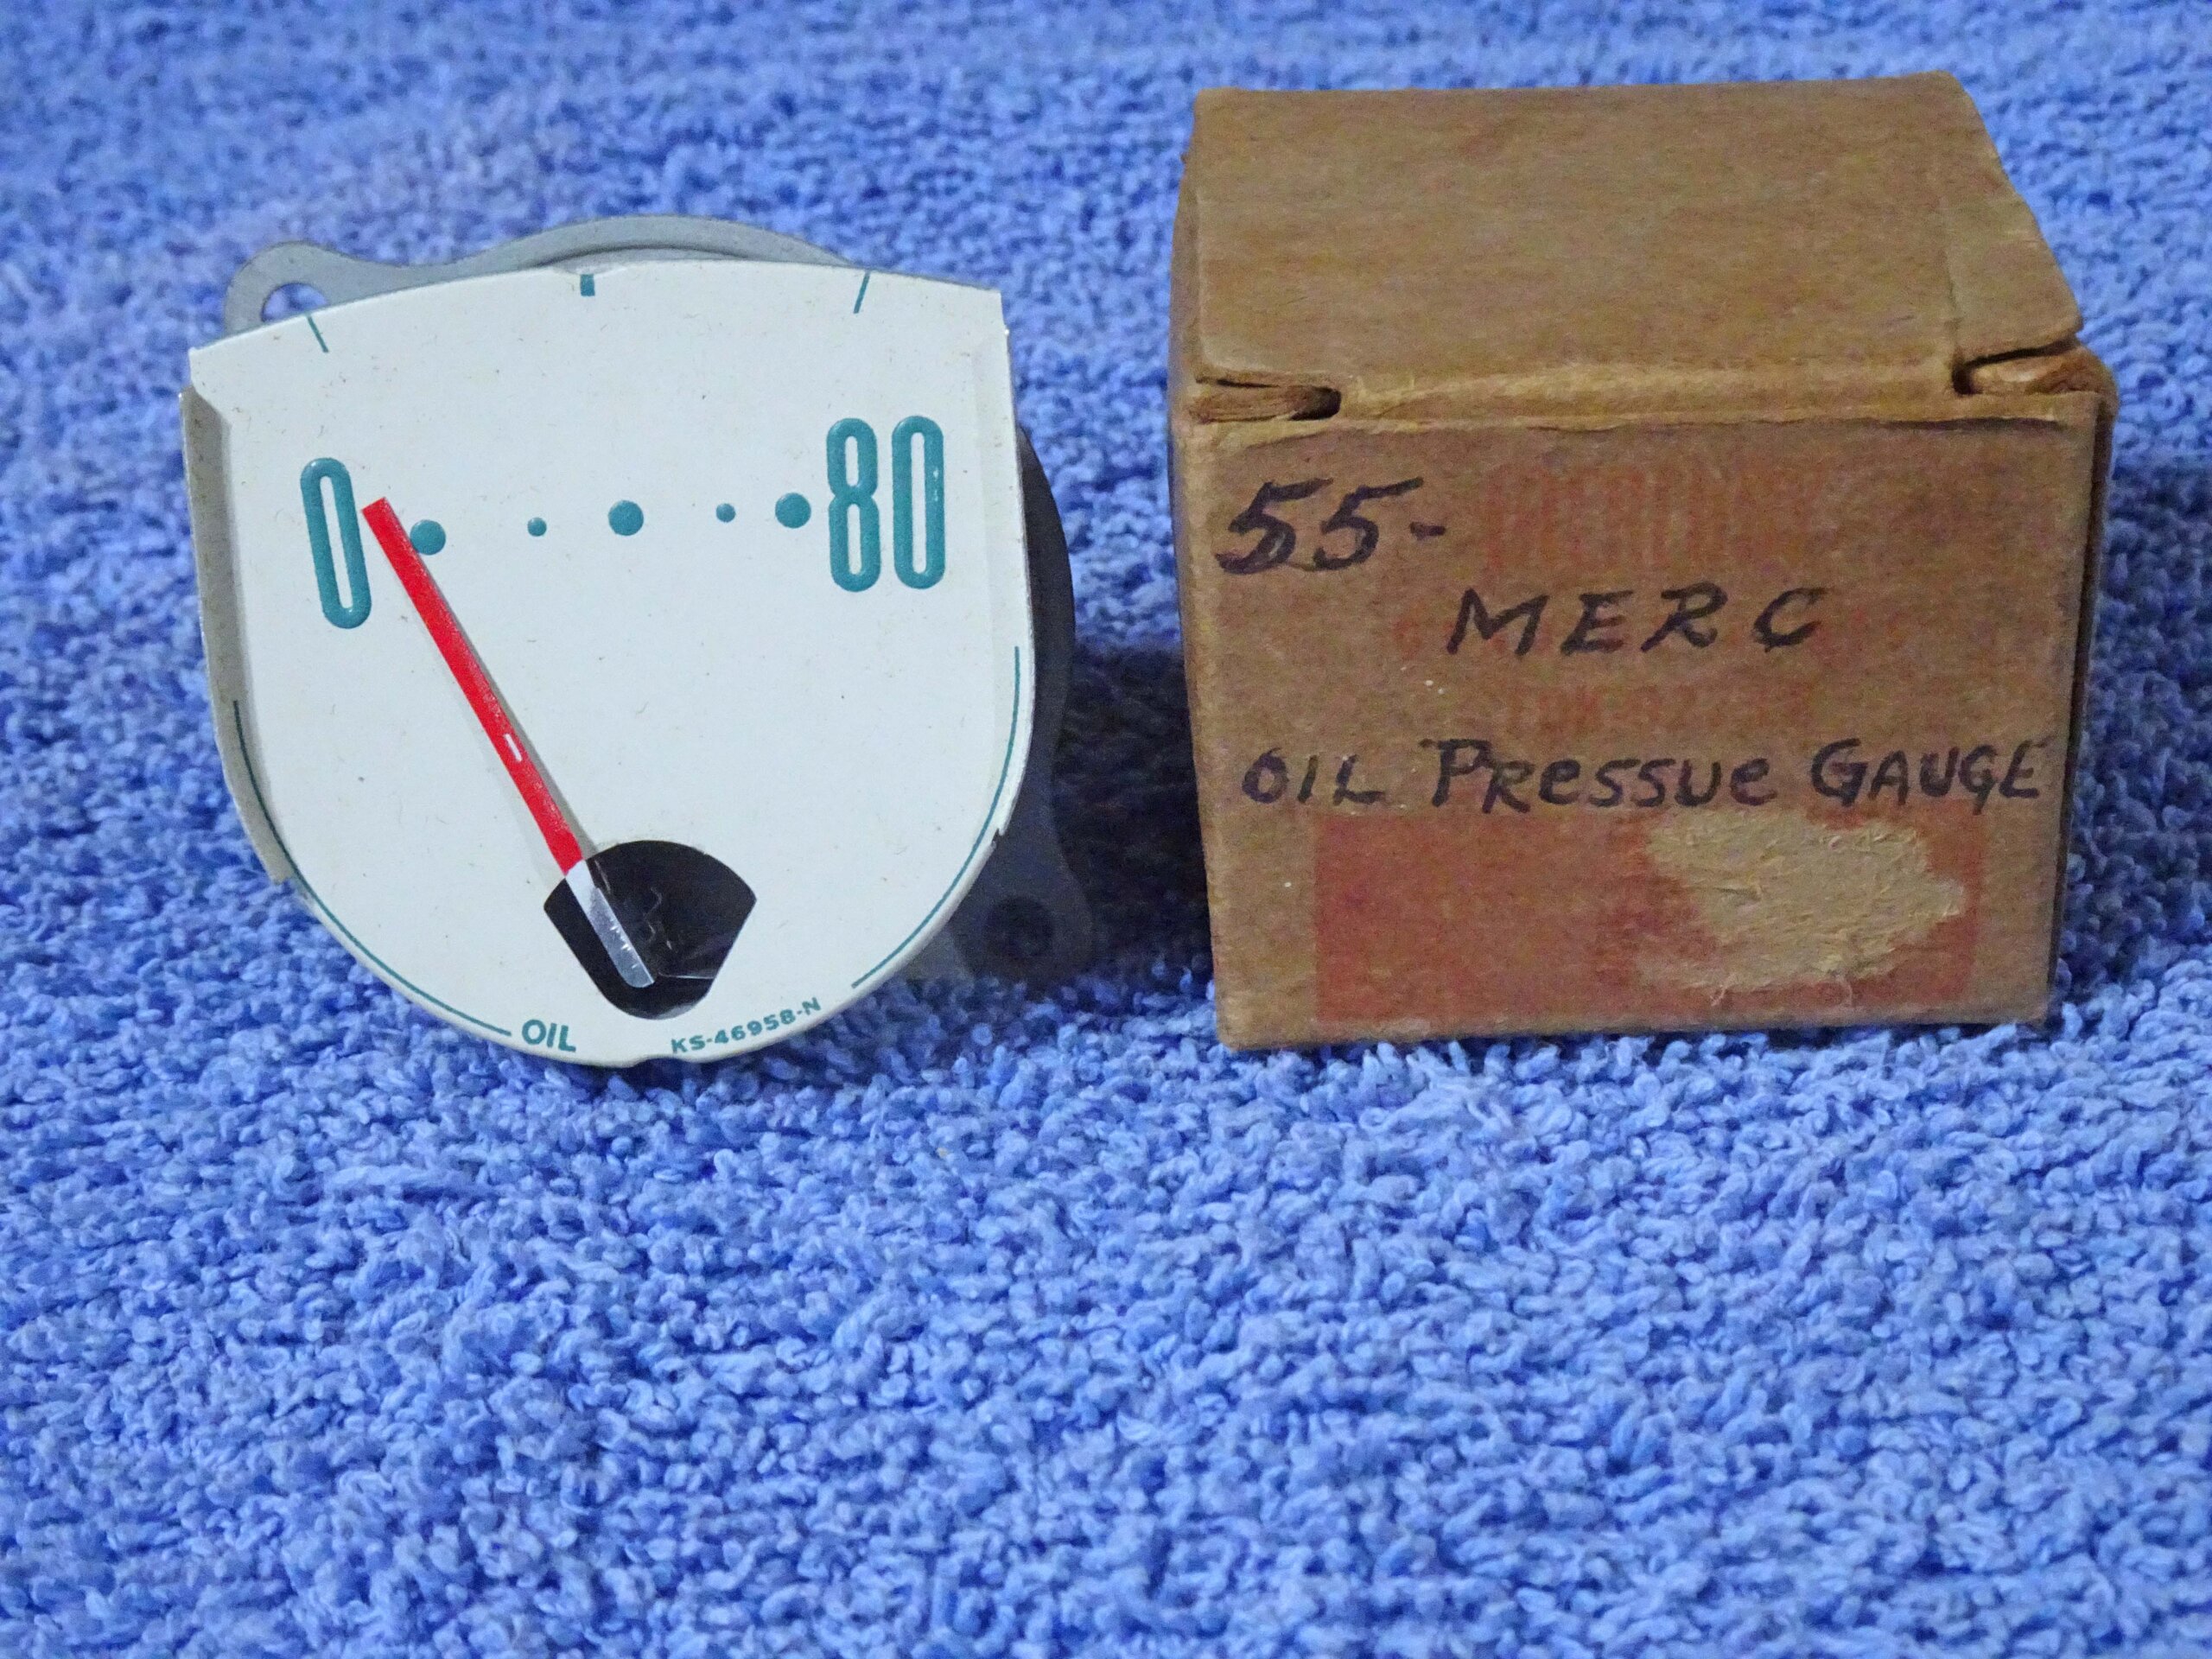 0 80
OIL KS-46958-N
55-
MERC
OIL PRESSUE GAUGE